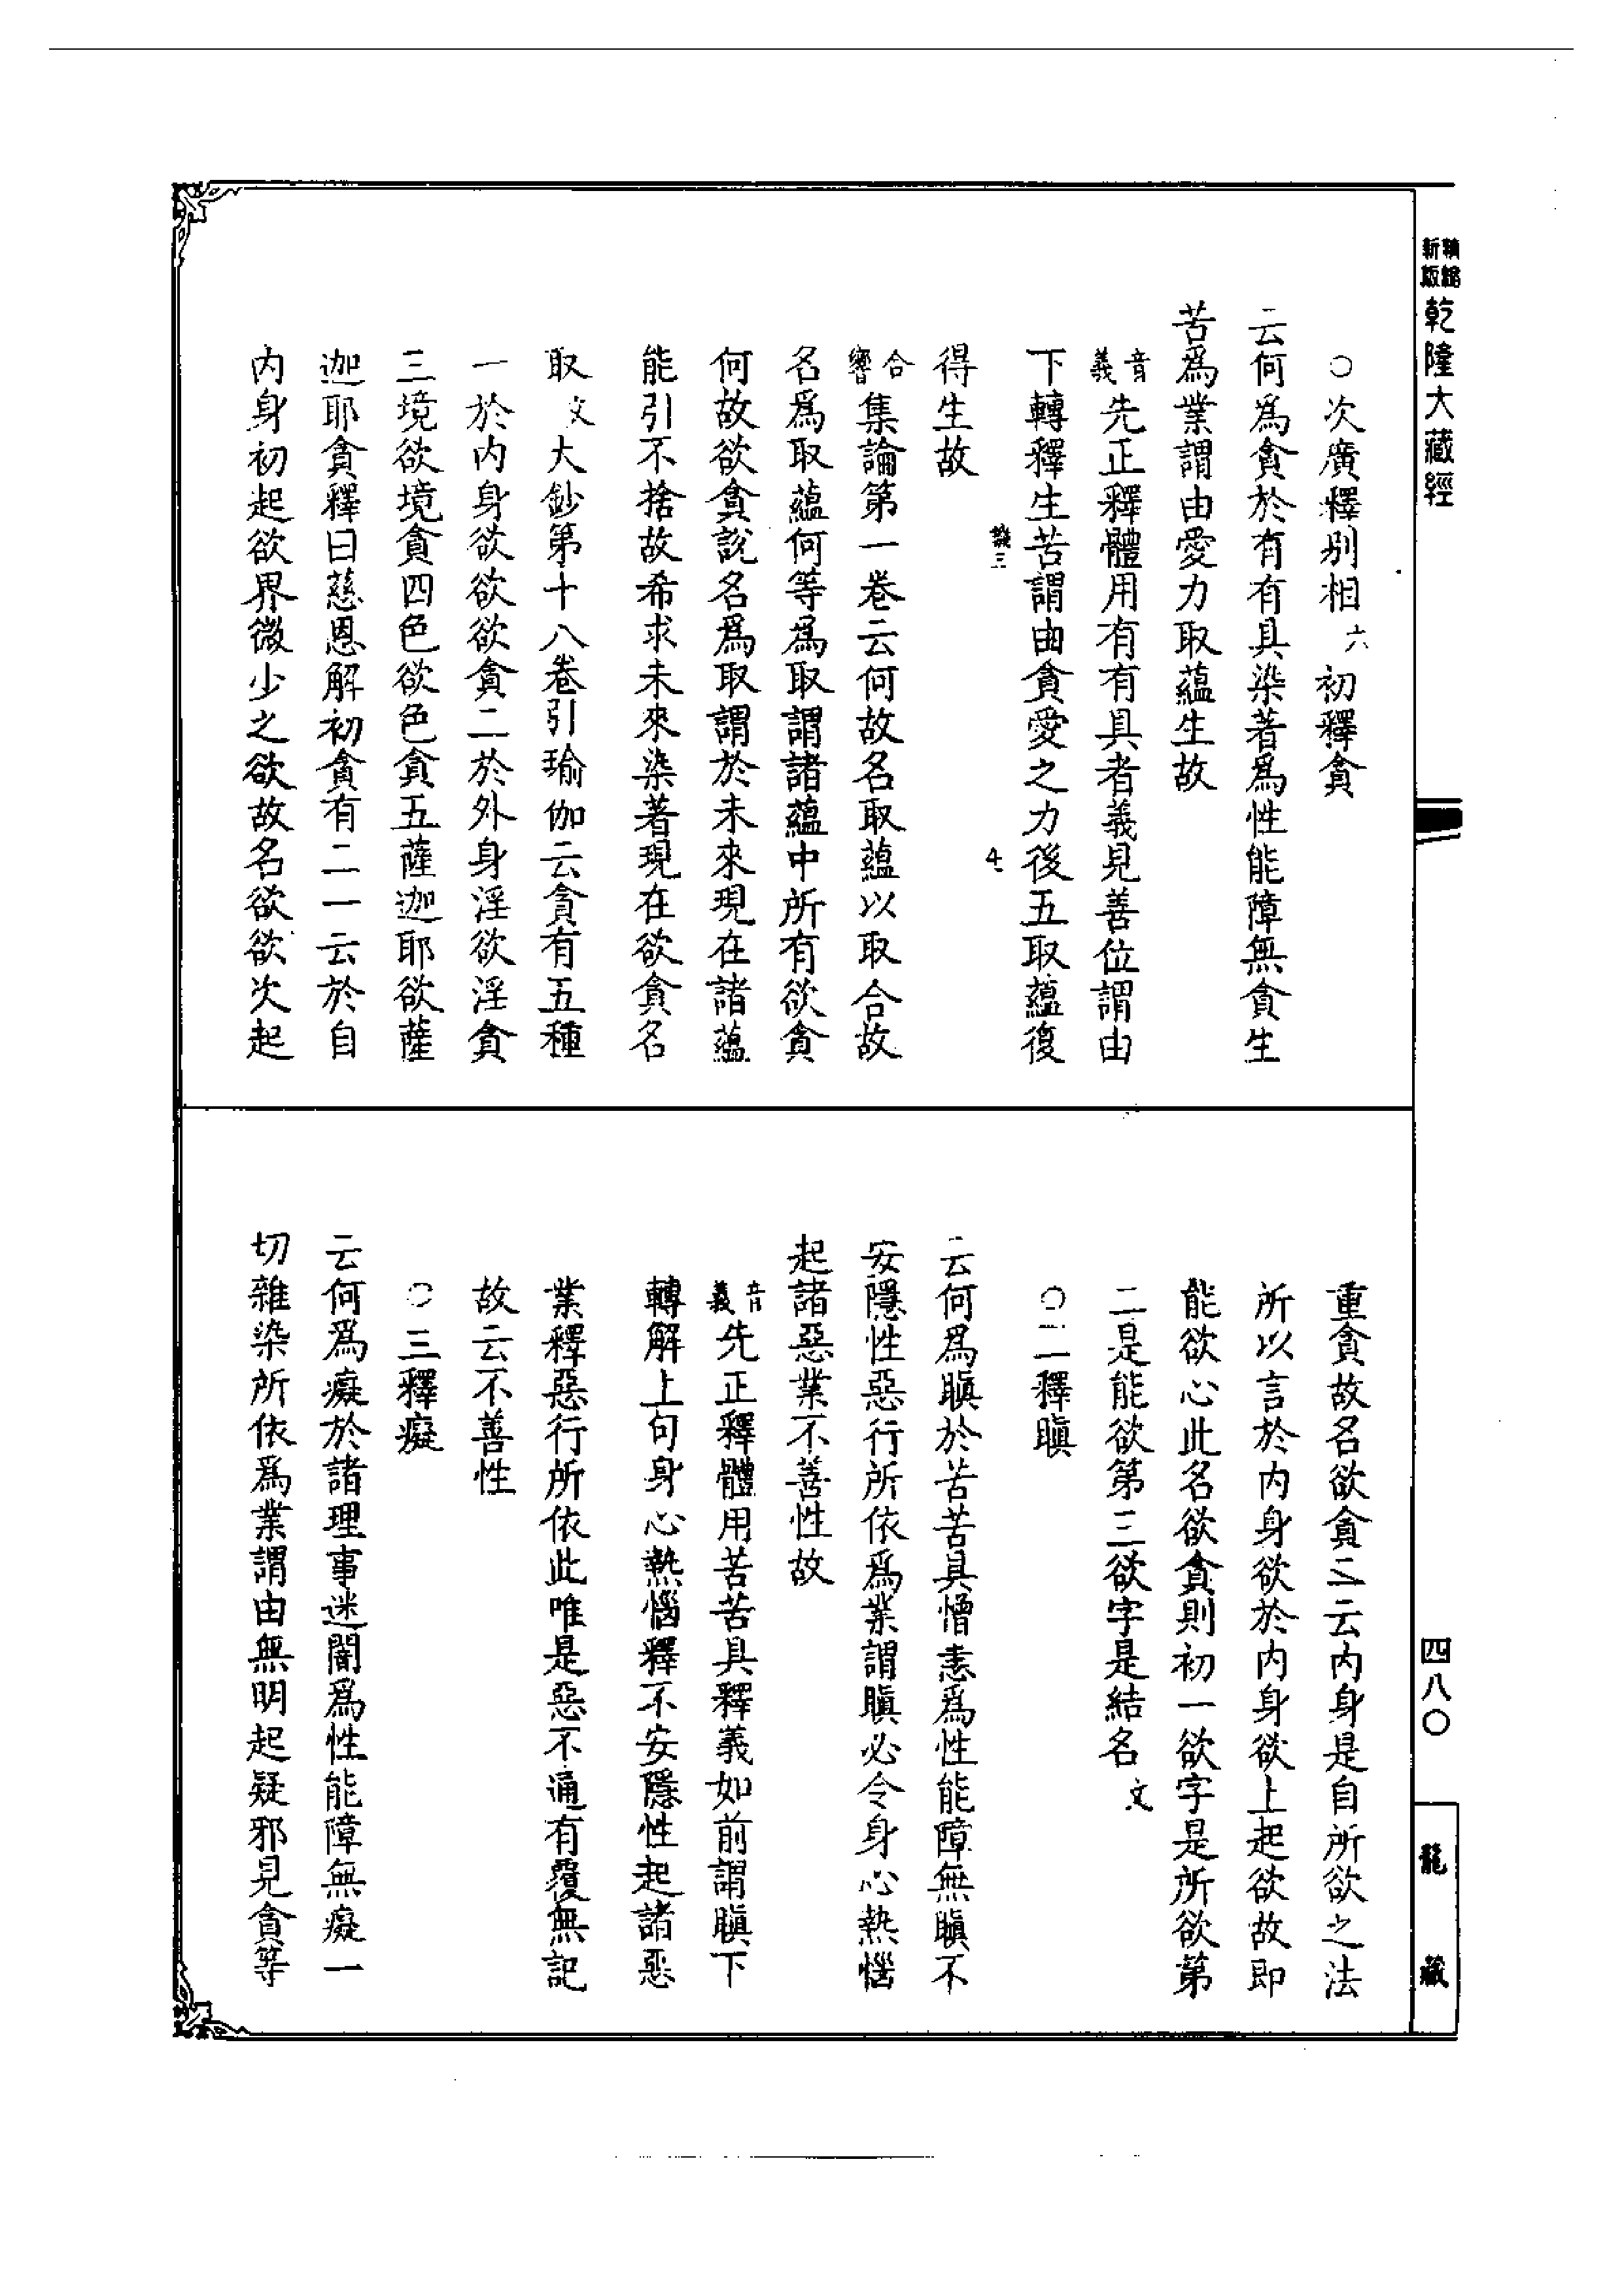 新版
乾隆大藏經
○次廣釋別相六初釋貪
云何爲貪於有有具染著爲性能障無貪生
苦爲業謂由愛力取蘊生故
音義先正釋體用有有具者義見善位謂由
下轉釋生苦謂由貪愛之力後五取蘊復
得生故
合響集論第一卷云何故名取蘊以取合故
名爲取蘊何等爲取謂諸蘊中所有欲貪
何故欲貪說名爲取謂於未來現在諸蘊
能引不捨故希求未來染著現在欲貪名
取文大鈔第十八卷引瑜伽云貪有五種
一於內身欲欲欲貪二於外身淫欲淫貪
三境欲境貪四色欲色貪五薩迦耶欲薩
迦耶貪釋曰慈恩解初貪有二一云於自
內身初起欲界微少之欲故名欲欲次起
重貪故名欲貪二云內身是自所欲之法
所以言於內身欲於內身欲上起欲故即
能欲心此名欲貪則初一欲字是所欲第
二是能欲第三欲字是結名文
○二釋瞋
云何爲瞋於苦苦具憎恚爲性能障無瞋不
安隱性惡行所依爲業謂瞋必令身心熱惱
起諸惡業不善性故
音義先正釋體用苦苦具釋義如前謂瞋下
轉解上句身心熱惱釋不安隱性起諸惡
業釋惡行所依此唯是惡不通有覆無記
故云不善性
○三釋癡
云何爲癡於諸理事迷闇爲性能障無癡一
切雜染所依爲業謂由無明起疑邪見貪等
四八〇
龍藏